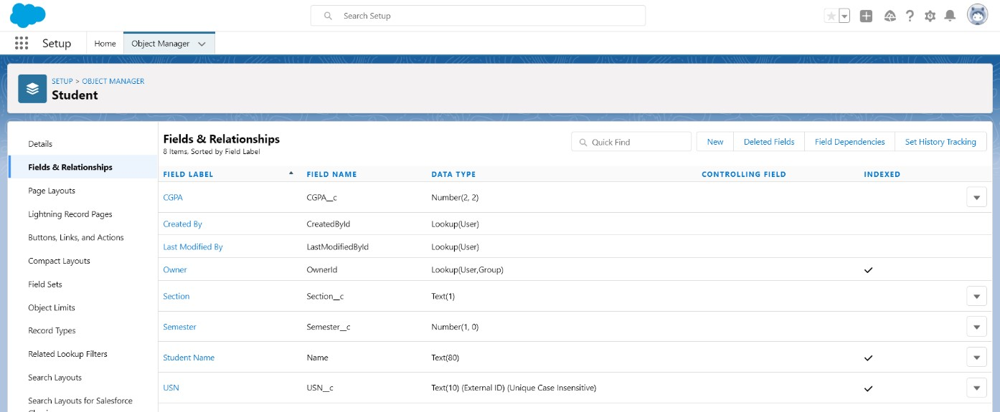 Search Setup
Setup
Home
Object Manager
SETUP > OBJECT MANAGER
Student
Details
Fields & Relationships
Page Layouts
Lightning Record Pages
Buttons, Links, and Actions
Compact Layouts
Field Sets
Object Limits
Record Types
Related Lookup Filters
Search Layouts
Search Layouts for Salesforce
Fields & Relationships
8 Items, Sorted by Field Label
Quick Find
New
Deleted Fields
Field Dependencies
Set History Tracking
FIELD LABEL FIELD NAME DATA TYPE CONTROLLING FIELD INDEXED
CGPA CGPA__c Number(2, 2)
Created By CreatedById Lookup(User)
Last Modified By LastModifiedById Lookup(User)
Owner OwnerId Lookup(User,Group)
Section Section__c Text(1)
Semester Semester__c Number(1, 0)
Student Name Name Text(80)
USN USN__c Text(10) (External ID) (Unique Case Insensitive)